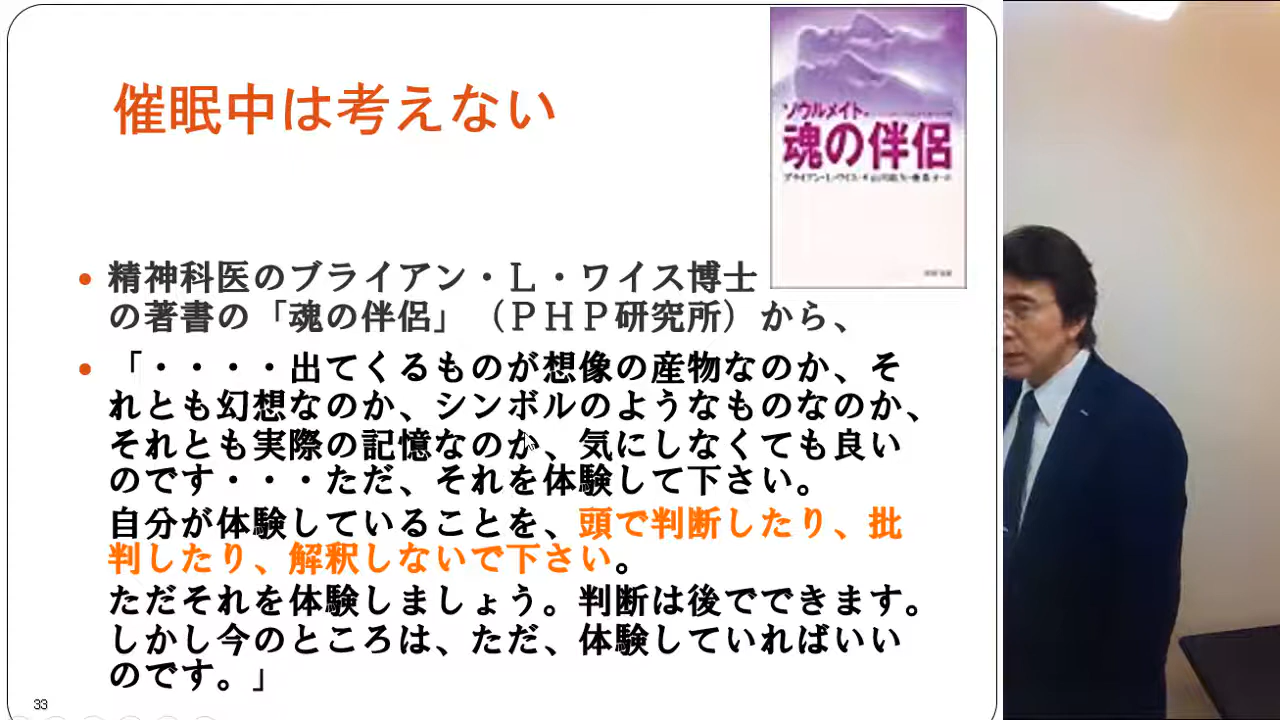 催眠中は考えない
ソウルメイト
魂の伴侶
• 精神科医のブライアン・Ｌ・ワイス博士
の著書の「魂の伴侶」（ＰＨＰ研究所）から、
• 「・・・・出てくるものが想像の産物なのか、そ
れとも幻想なのか、シンボルのようなものなのか、
それとも実際の記憶なのか、気にしなくても良い
のです・・・ただ、それを体験して下さい。
自分が体験していることを、頭で判断したり、批
判したり、解釈しないで下さい。
ただそれを体験しましょう。判断は後でできます。
しかし今のところは、ただ、体験していればいい
のです。」
33